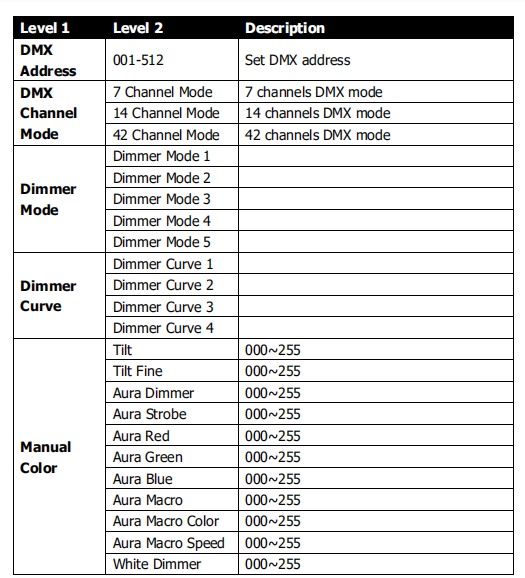 Level 1 Level 2 Description
DMX Address 001-512 Set DMX address
DMX Channel Mode 7 Channel Mode 7 channels DMX mode
14 Channel Mode 14 channels DMX mode
42 Channel Mode 42 channels DMX mode
Dimmer Mode Dimmer Mode 1
Dimmer Mode 2
Dimmer Mode 3
Dimmer Mode 4
Dimmer Mode 5
Dimmer Curve Dimmer Curve 1
Dimmer Curve 2
Dimmer Curve 3
Dimmer Curve 4
Manual Color Tilt 000~255
Tilt Fine 000~255
Aura Dimmer 000~255
Aura Strobe 000~255
Aura Red 000~255
Aura Green 000~255
Aura Blue 000~255
Aura Macro 000~255
Aura Macro Color 000~255
Aura Macro Speed 000~255
White Dimmer 000~255